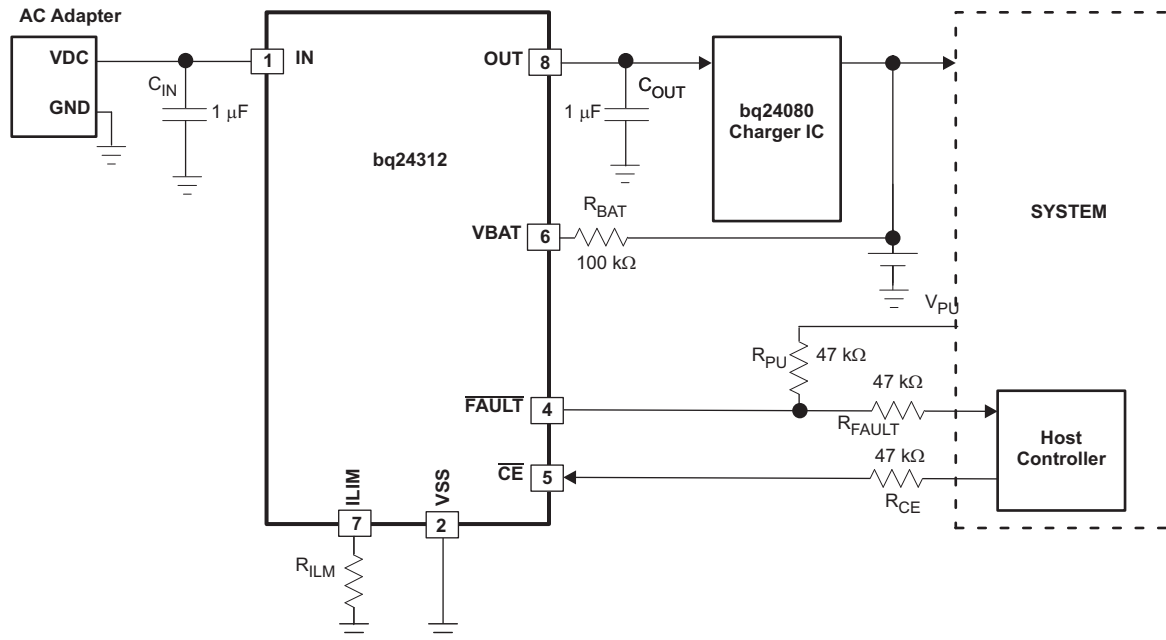 AC Adapter
VDC
GND
C_IN
1 μF
1
IN
OUT
8
C_OUT
1 μF
bq24080
Charger IC
bq24312
R_BAT
VBAT
6
100 kΩ
SYSTEM
V_PU
R_PU
47 kΩ
47 kΩ
FAULT
4
R_FAULT
Host
Controller
47 kΩ
CE
5
R_CE
ILIM
VSS
7
2
R_ILM